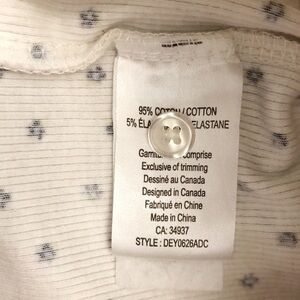 95% COTON / COTTON
5% ELASTANE
comprise
Exclusive of trimming
Dessiné au Canada
Designed in Canada
Fabriqué en Chine
Made in China
CA: 34937
STYLE : DEY0626ADC